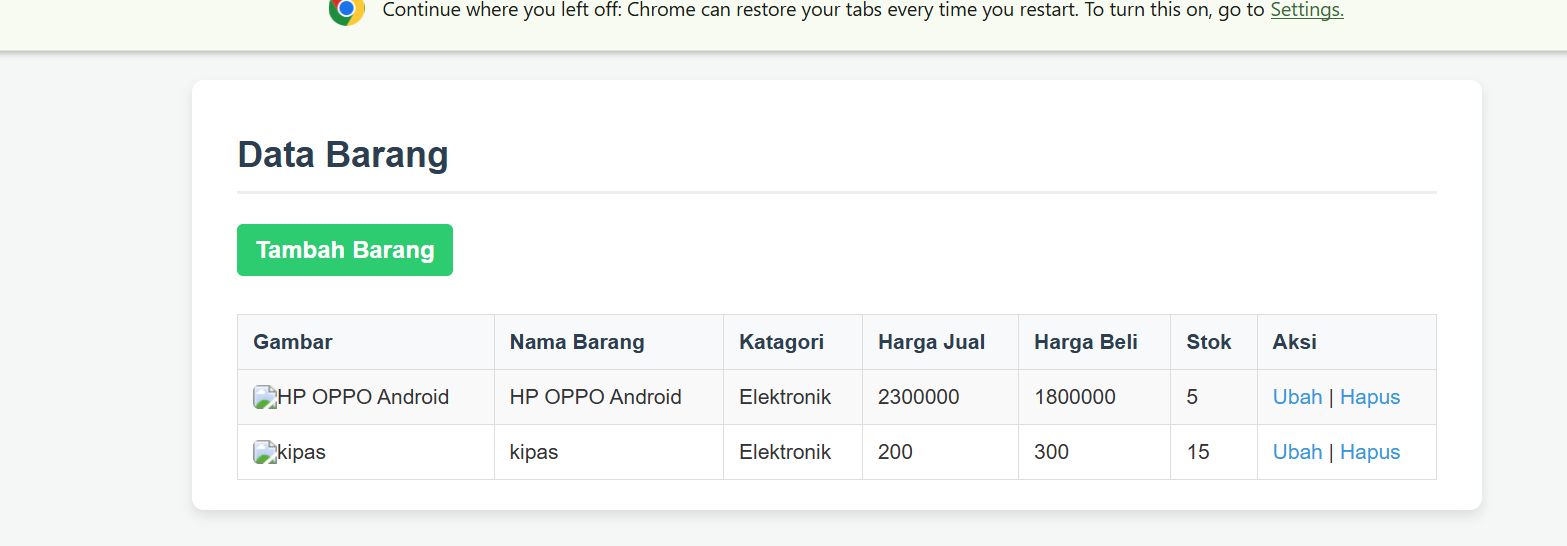 Continue where you left off: Chrome can restore your tabs every time you restart. To turn this on, go to Settings.
Data Barang
Tambah Barang
Gambar Nama Barang Katagori Harga Jual Harga Beli Stok Aksi
HP OPPO Android HP OPPO Android Elektronik 2300000 1800000 5 Ubah | Hapus
kipas kipas Elektronik 200 300 15 Ubah | Hapus